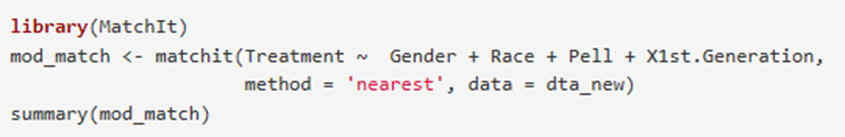 library(MatchIt)
mod_match <- matchit(Treatment ~  Gender + Race + Pell + X1st.Generation,
                     method = 'nearest', data = dta_new)
summary(mod_match)